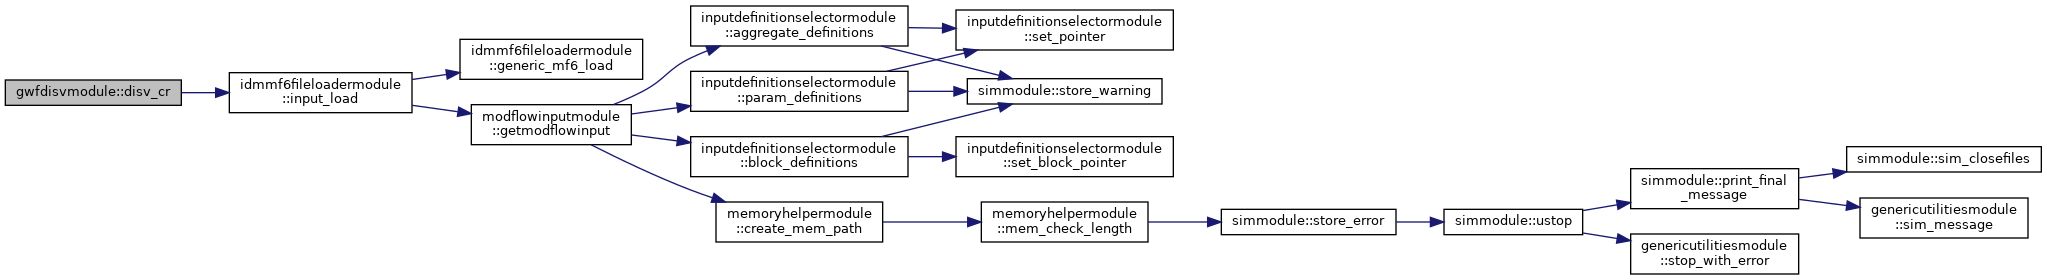 gwfdisvmodule::disv_cr
idmmf6fileloadermodule
::input_load
idmmf6fileloadermodule
::generic_mf6_load
modflowinputmodule
::getmodflowinput
inputdefinitionselectormodule
::aggregate_definitions
inputdefinitionselectormodule
::param_definitions
inputdefinitionselectormodule
::block_definitions
memoryhelpermodule
::create_mem_path
inputdefinitionselectormodule
::set_pointer
simmodule::store_warning
inputdefinitionselectormodule
::set_block_pointer
memoryhelpermodule
::mem_check_length
simmodule::store_error
simmodule::ustop
simmodule::print_final
_message
genericutilitiesmodule
::stop_with_error
simmodule::sim_closefiles
genericutilitiesmodule
::sim_message